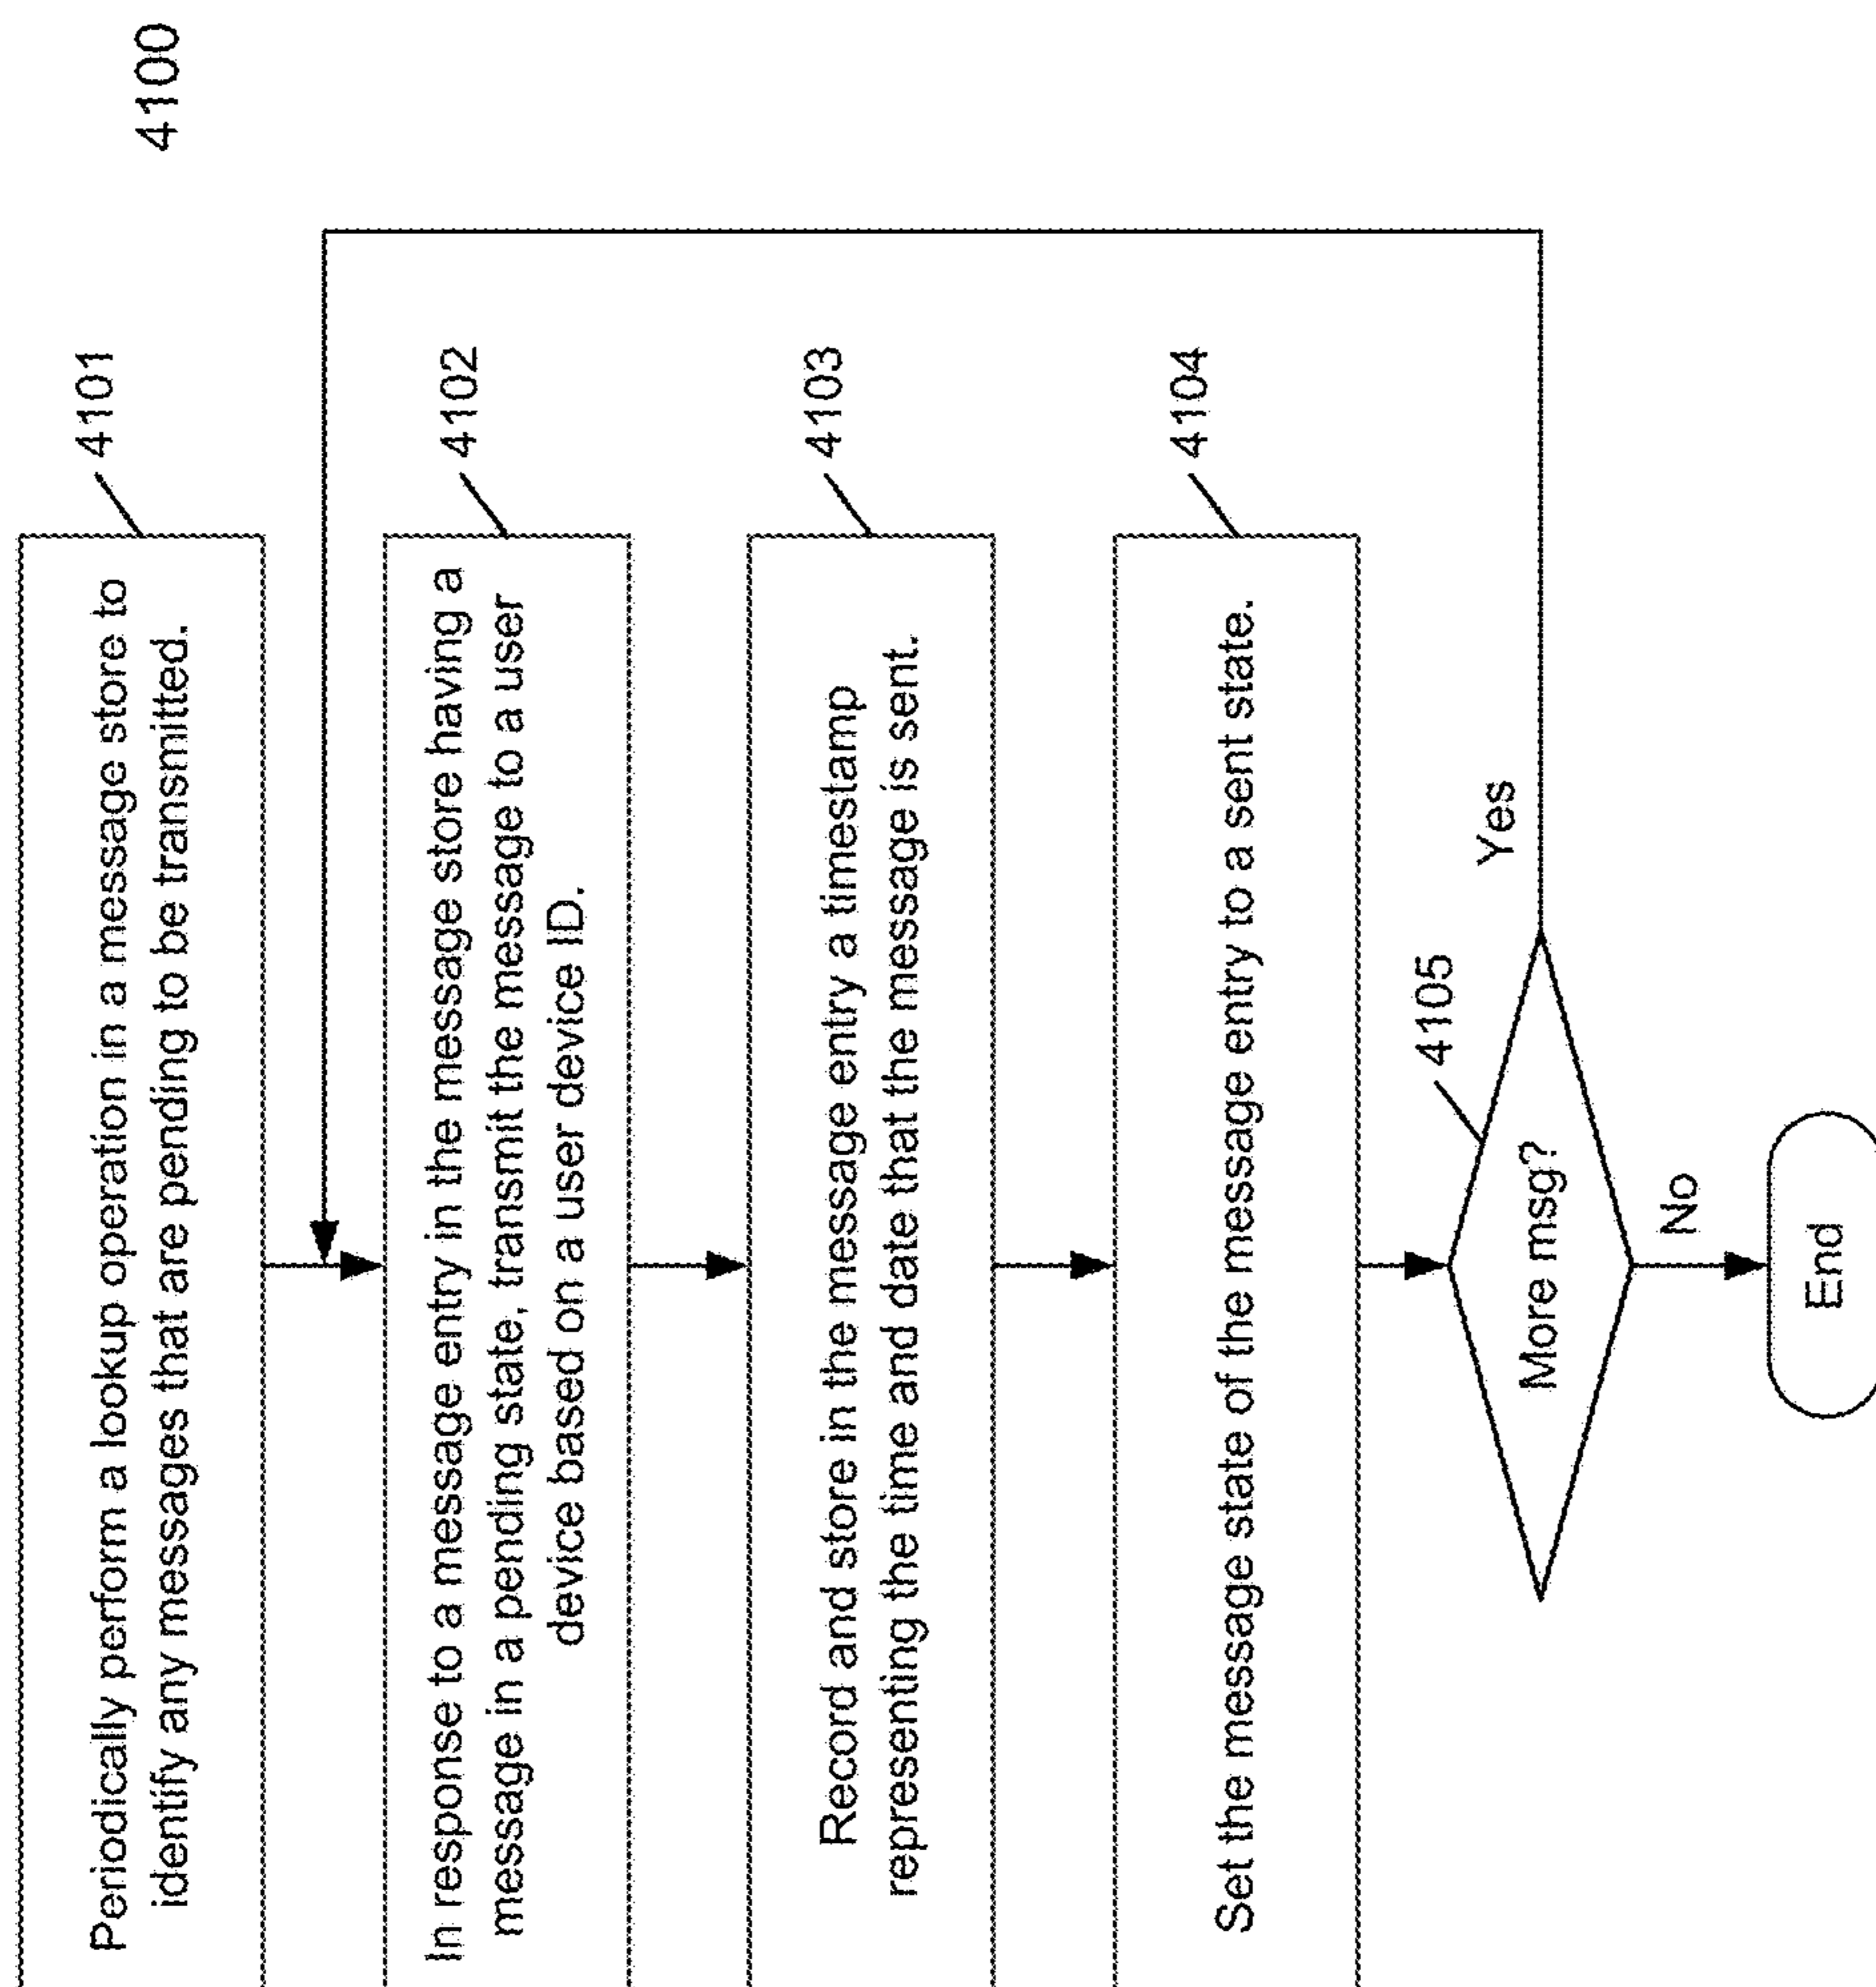 4100
Periodically perform a lookup operation in a message store to
identify any messages that are pending to be transmitted.
4101
In response to a message entry in the message store having a
message in a pending state, transmit the message to a user
device based on a user device ID.
4102
Record and store in the message entry a timestamp
representing the time and date that the message is sent.
4103
Set the message state of the message entry to a sent state.
4104
More msg?
4105
Yes
No
End